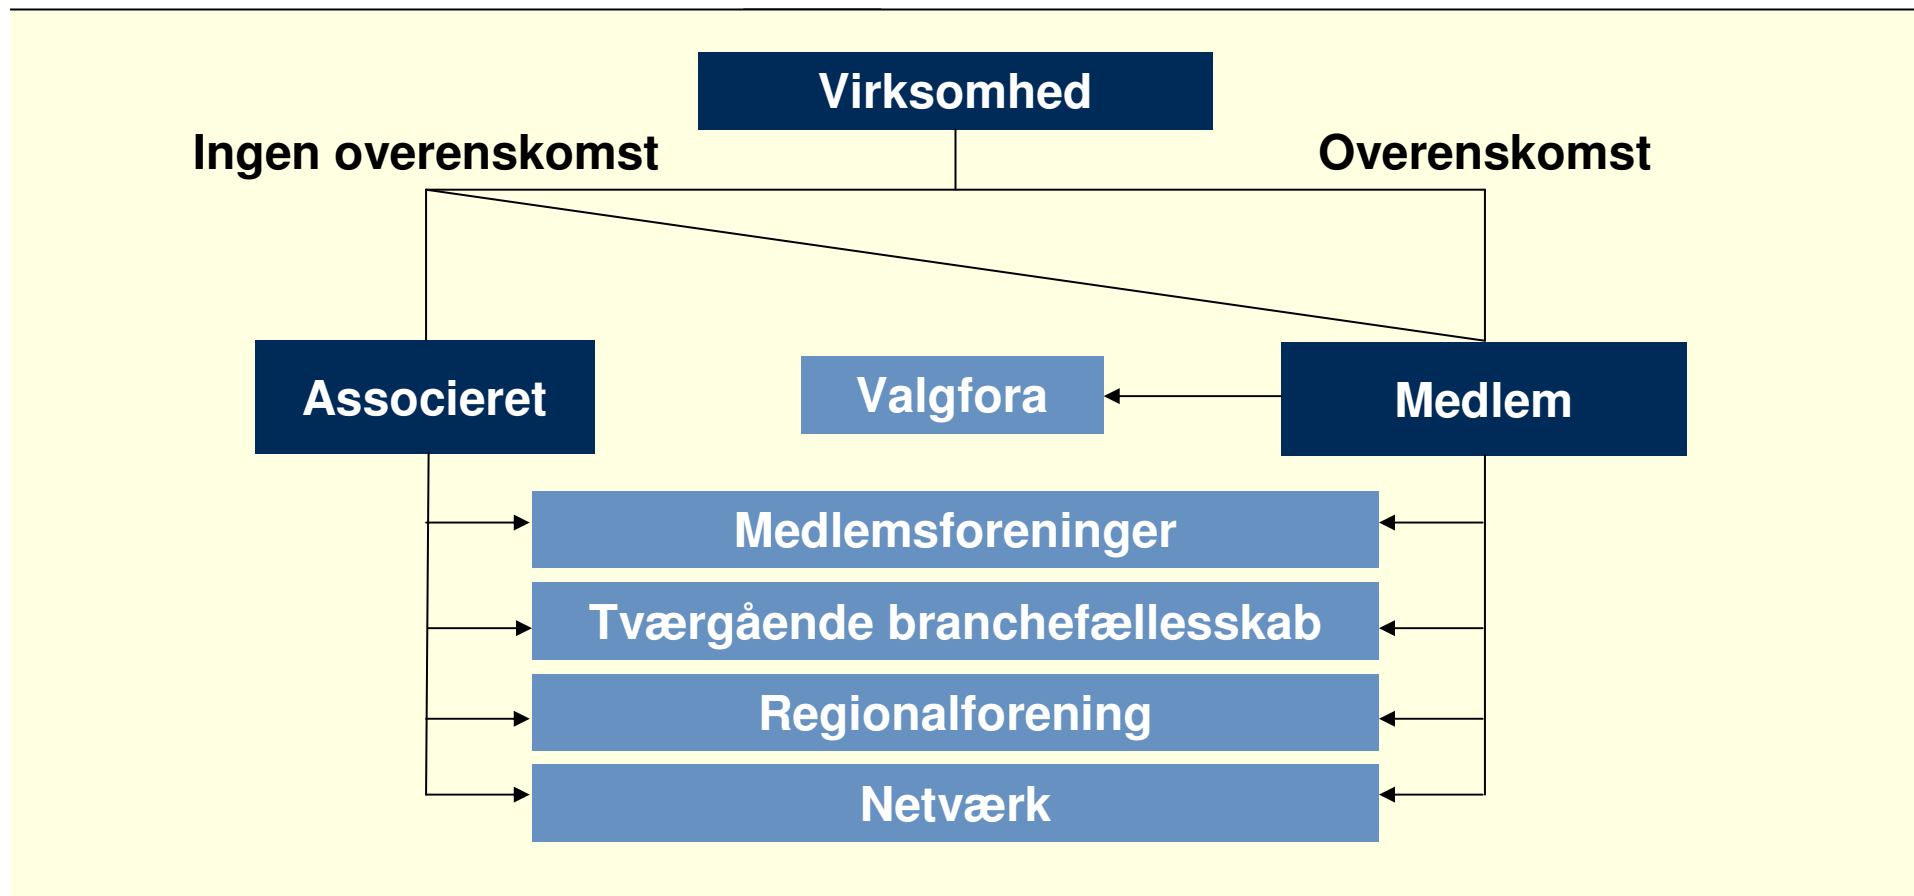 Virksomhed
Ingen overenskomst
Overenskomst
Associeret
Valgfora
Medlem
Medlemsforeninger
Tværgående branchefællesskab
Regionalforening
Netværk